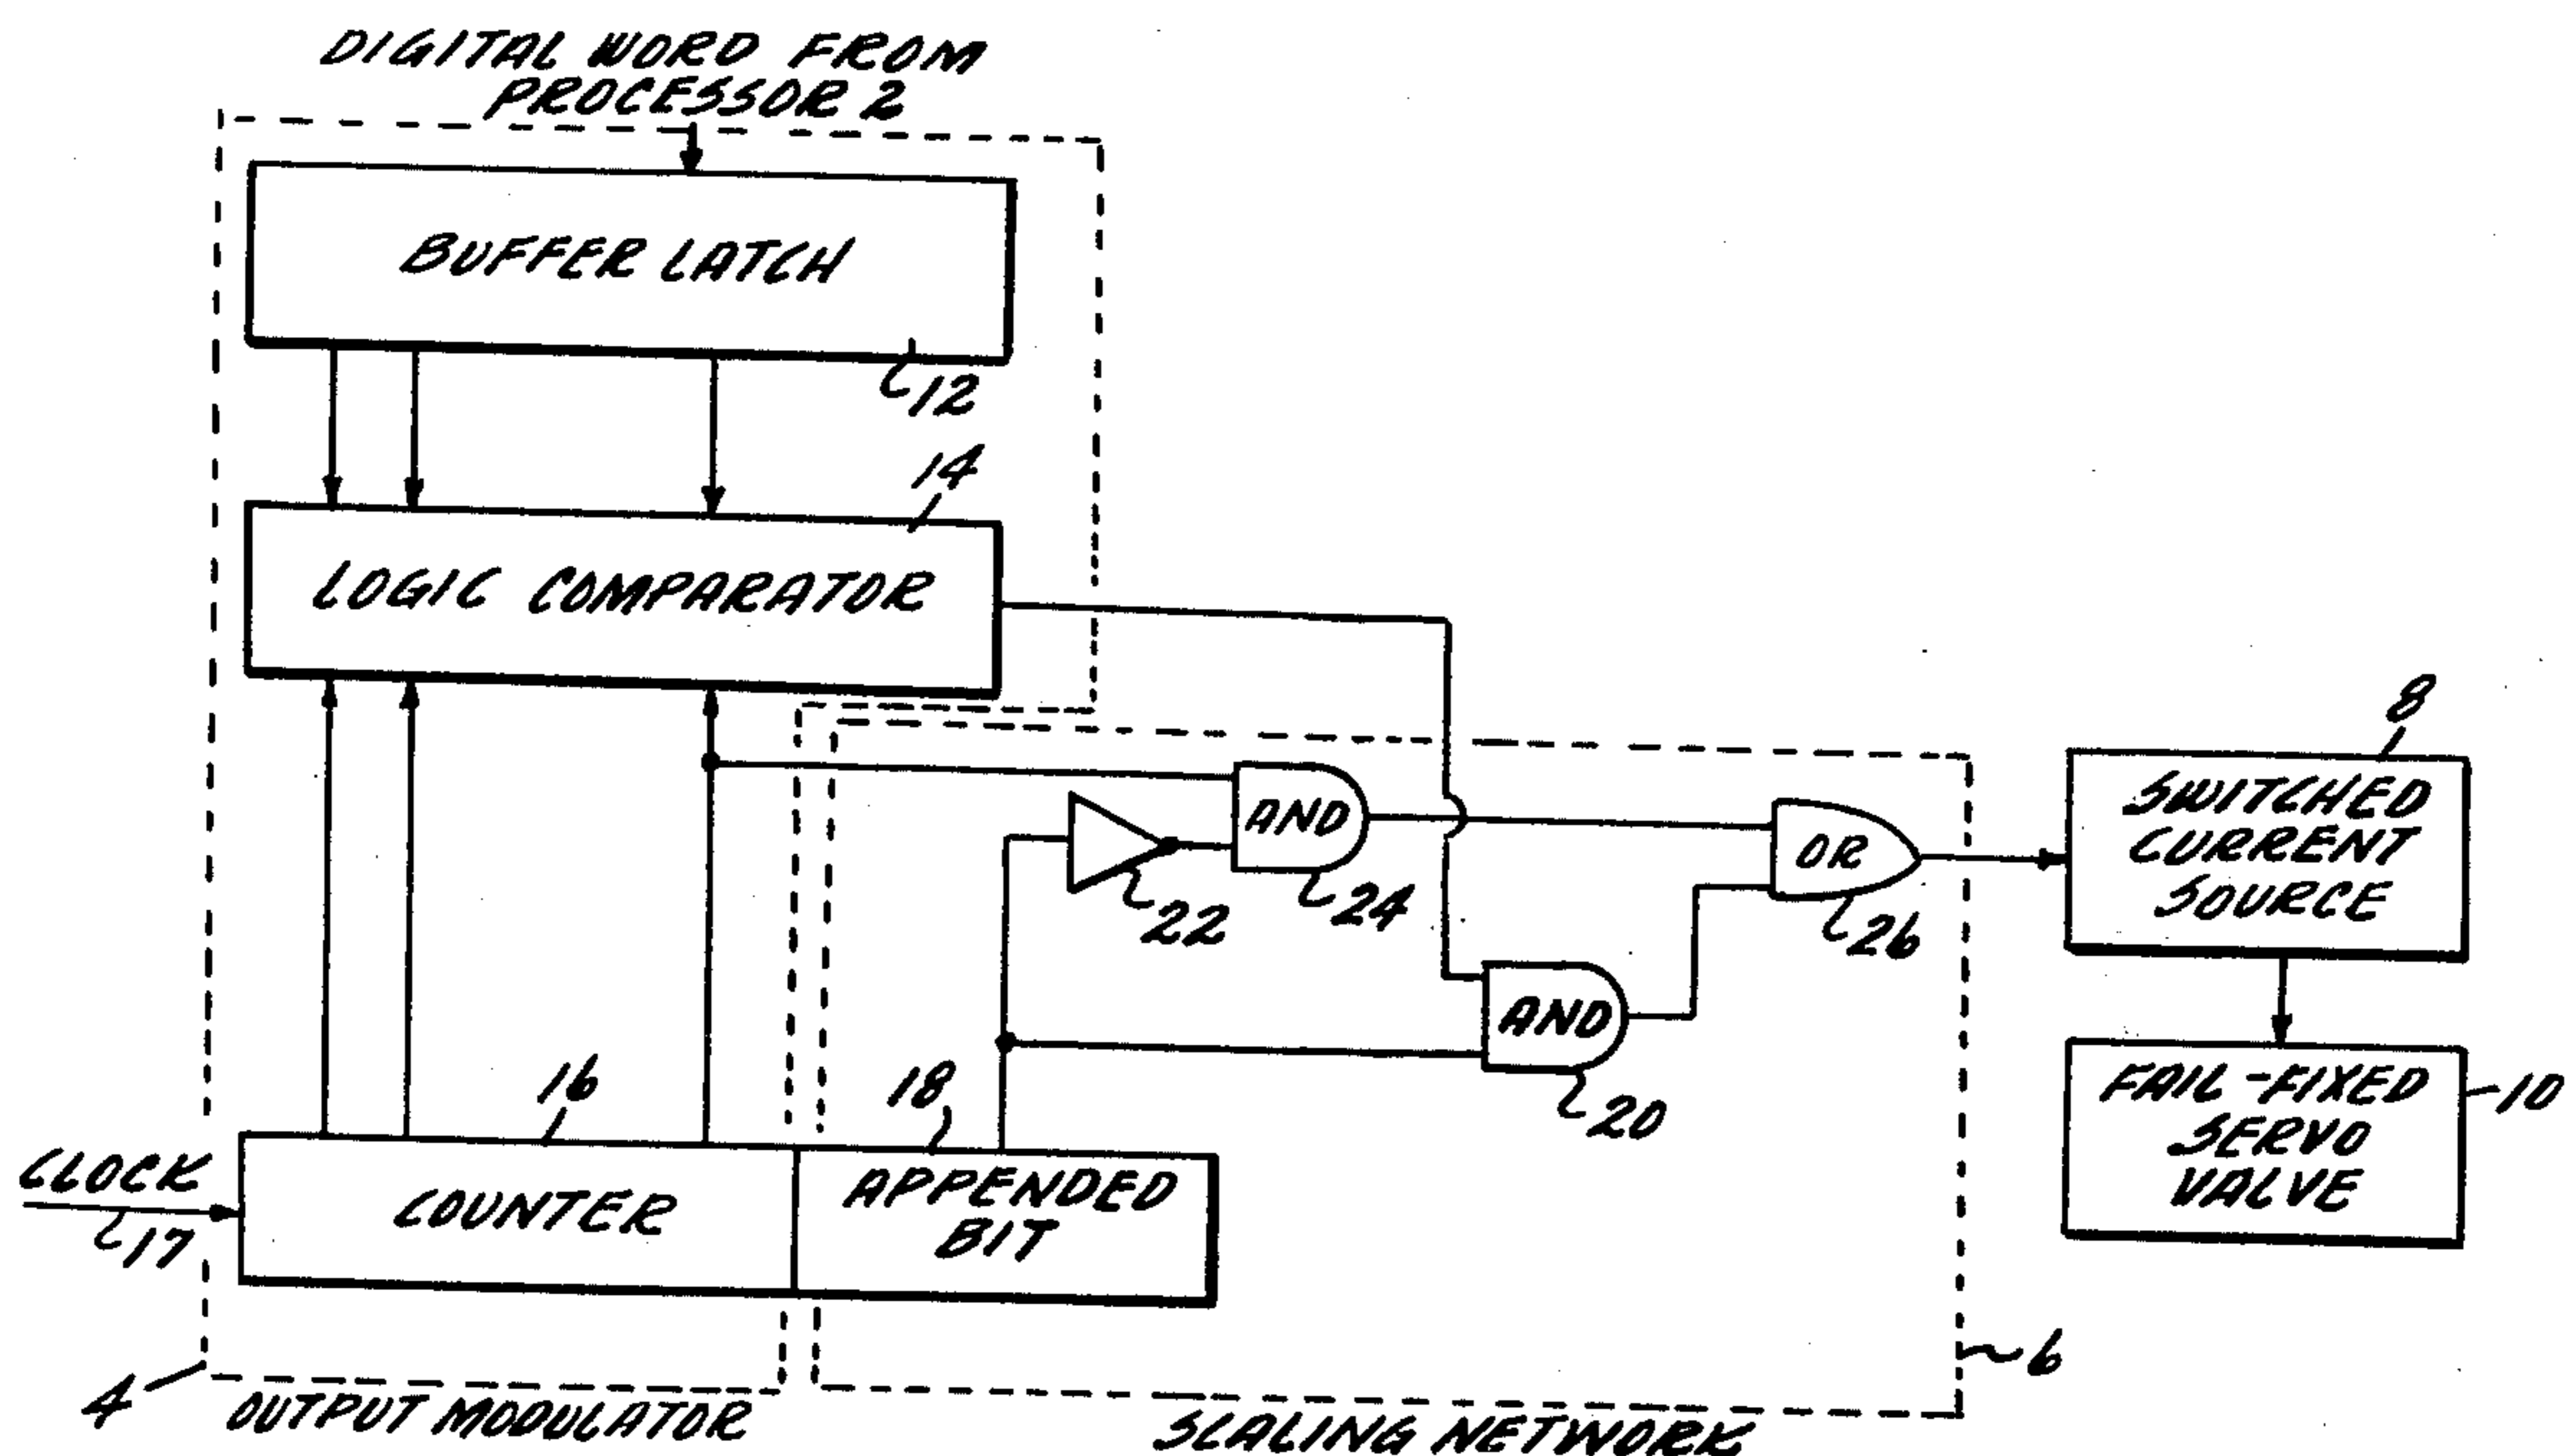 DIGITAL WORD FROM
PROCESSOR 2
BUFFER LATCH
12
14
LOGIC COMPARATOR
8
SWITCHED
CURRENT
SOURCE
AND
22
24
OR
26
AND
20
FAIL-FIXED
SERVO
VALVE
10
16
18
CLOCK
17
COUNTER
APPENDED
BIT
6
4
OUTPUT MODULATOR
SCALING NETWORK